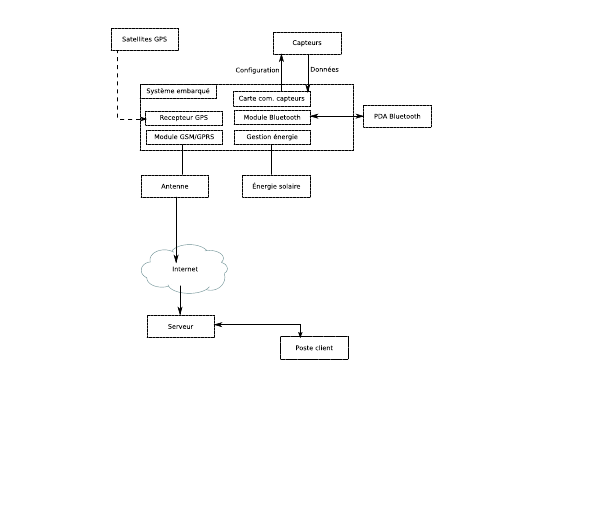 Satellites GPS
Capteurs
Configuration
Données
Système embarqué
Carte com. capteurs
Recepteur GPS
Module Bluetooth
PDA Bluetooth
Module GSM/GPRS
Gestion énergie
Antenne
Énergie solaire
Internet
Serveur
Poste client